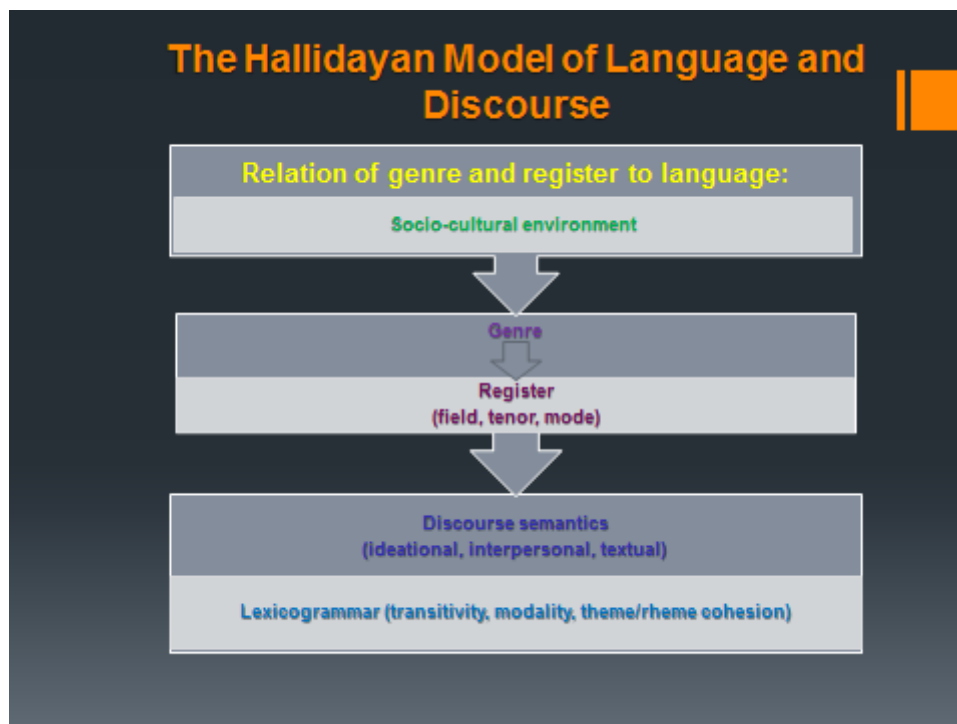 The Hallidayan Model of Language and
Discourse
Relation of genre and register to language:
Socio-cultural environment
Genre
Register
(field, tenor, mode)
Discourse semantics
(ideational, interpersonal, textual)
Lexicogrammar (transitivity, modality, theme/rheme cohesion)